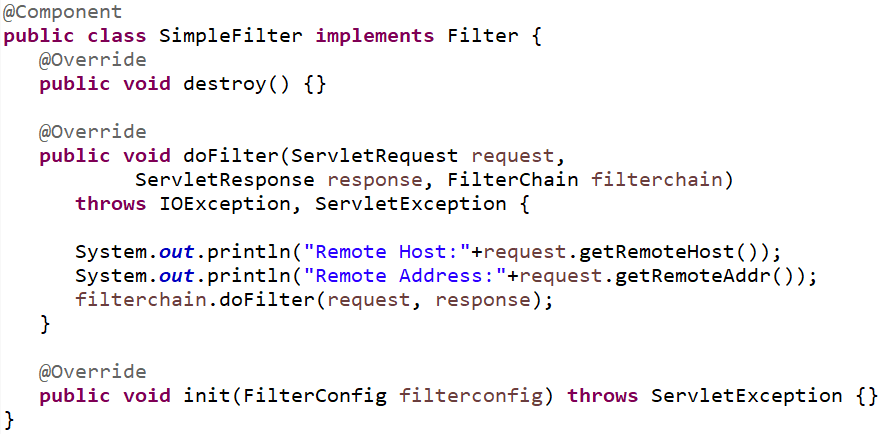 @Component
public class SimpleFilter implements Filter {
   @Override
   public void destroy() {}

   @Override
   public void doFilter(ServletRequest request,
           ServletResponse response, FilterChain filterchain)
      throws IOException, ServletException {

      System.out.println("Remote Host:"+request.getRemoteHost());
      System.out.println("Remote Address:"+request.getRemoteAddr());
      filterchain.doFilter(request, response);
   }

   @Override
   public void init(FilterConfig filterconfig) throws ServletException {}
}